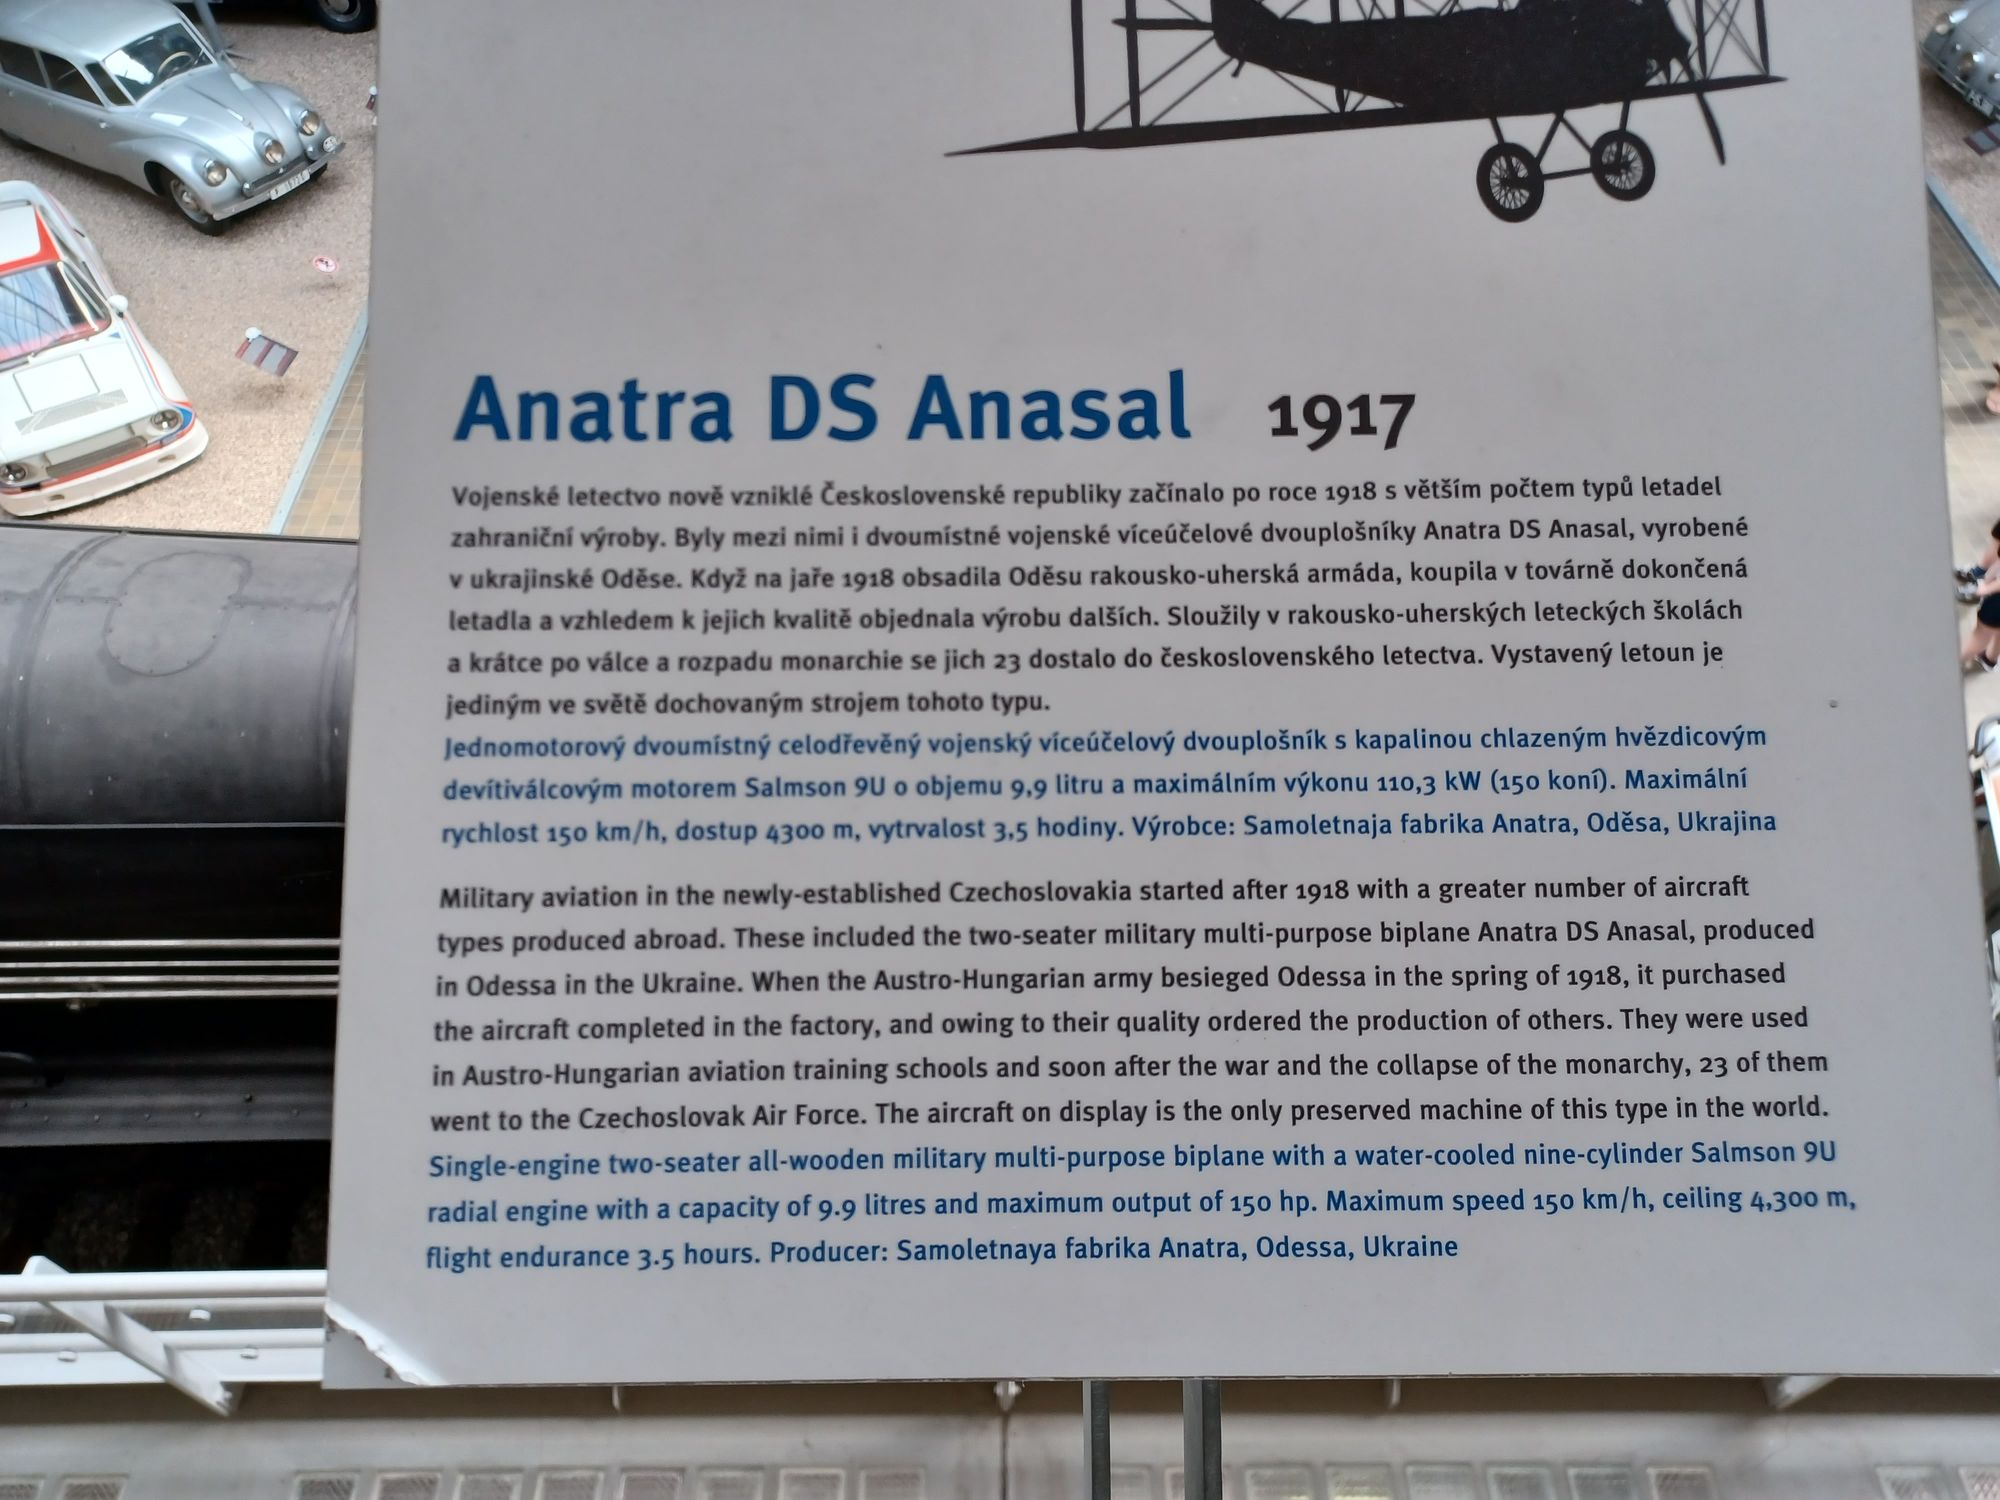 Anatra DS Anasal 1917
Vojenské letectvo nově vzniklé Československé republiky začínalo po roce 1918 s větším počtem typů letadel
zahraniční výroby. Byly mezi nimi i dvoumístné vojenské víceúčelové dvouplošníky Anatra DS Anasal, vyrobené
v ukrajinské Oděse. Když na jaře 1918 obsadila Oděsu rakousko-uherská armáda, koupila v továrně dokončená
letadla a vzhledem k jejich kvalitě objednala výrobu dalších. Sloužily v rakousko-uherských leteckých školách
a krátce po válce a rozpadu monarchie se jich 23 dostalo do československého letectva. Vystavený letoun je
jediným ve světě dochovaným strojem tohoto typu.
Jednomotorový dvoumístný celodřevěný vojenský víceúčelový dvouplošník s kapalinou chlazeným hvězdicovým
devítiválcovým motorem Salmson 9U o objemu 9,9 litru a maximálním výkonu 110,3 kW (150 koní). Maximální
rychlost 150 km/h, dostup 4300 m, vytrvalost 3,5 hodiny. Výrobce: Samoletnaja fabrika Anatra, Oděsa, Ukrajina
Military aviation in the newly-established Czechoslovakia started after 1918 with a greater number of aircraft
types produced abroad. These included the two-seater military multi-purpose biplane Anatra DS Anasal, produced
in Odessa in the Ukraine. When the Austro-Hungarian army besieged Odessa in the spring of 1918, it purchased
the aircraft completed in the factory, and owing to their quality ordered the production of others. They were used
in Austro-Hungarian aviation training schools and soon after the war and the collapse of the monarchy, 23 of them
went to the Czechoslovak Air Force. The aircraft on display is the only preserved machine of this type in the world.
Single-engine two-seater all-wooden military multi-purpose biplane with a water-cooled nine-cylinder Salmson 9U
radial engine with a capacity of 9.9 litres and maximum output of 150 hp. Maximum speed 150 km/h, ceiling 4,300 m,
flight endurance 3.5 hours. Producer: Samoletnaya fabrika Anatra, Odessa, Ukraine